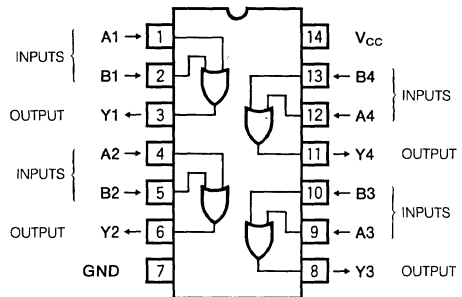 A1 1 14 VCC
INPUTS
B1 2 13 B4
INPUTS
OUTPUT Y1 3 12 A4
A2 4 11 Y4 OUTPUT
INPUTS
B2 5 10 B3
INPUTS
OUTPUT Y2 6 9 A3
GND 7 8 Y3 OUTPUT